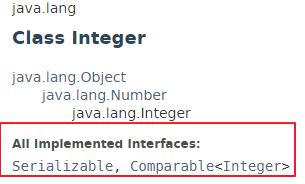 java.lang
Class Integer
java.lang.Object
java.lang.Number
java.lang.Integer
All Implemented Interfaces:
Serializable, Comparable<Integer>